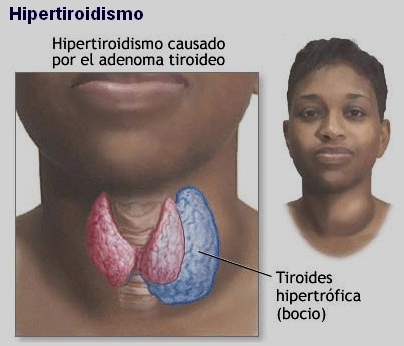 Hipertiroidismo
Hipertiroidismo causado
por el adenoma tiroideo
Tiroides
hipertrófica
(bocio)